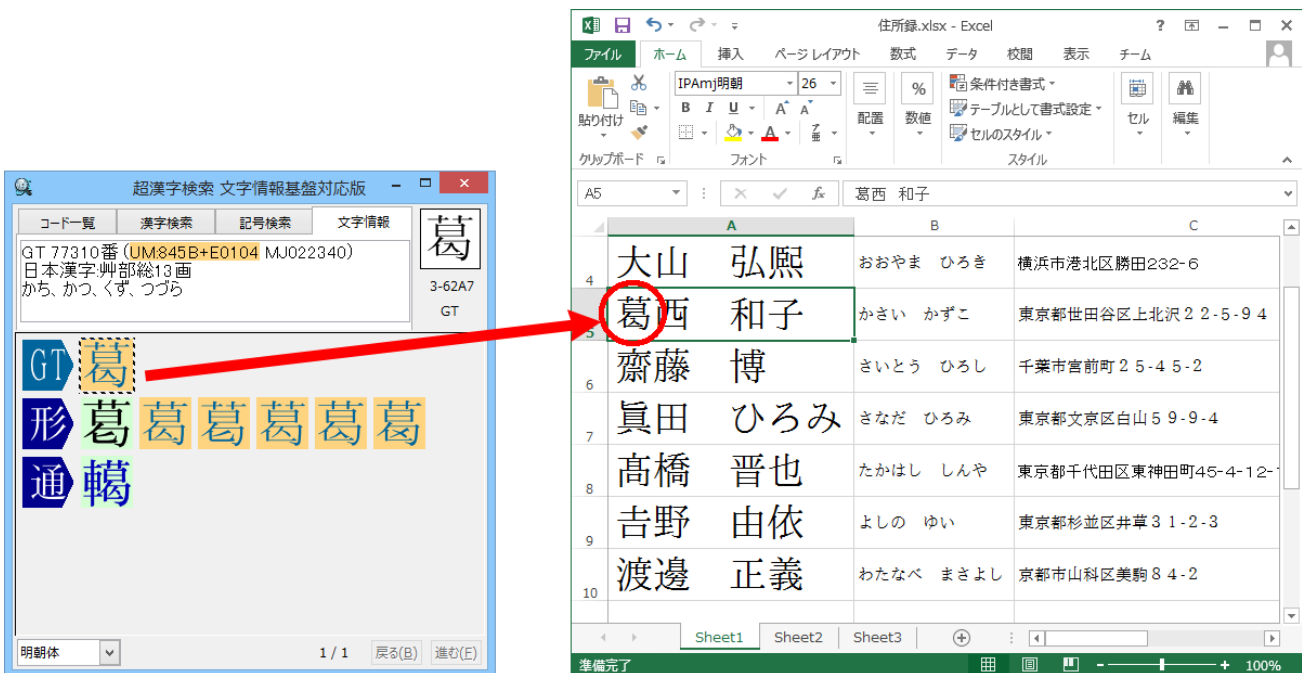 超漢字検索 文字情報基盤対応版
コード一覧 漢字検索 記号検索 文字情報
GT 77310番 (UM:845B+E0104 MJ022340)
日本漢字:艸部総13画
かち、かつ、くず、つづら
葛
3-62A7
GT
GT 葛
形 葛 葛 葛 葛 葛 葛
通 轕
明朝体 1 / 1 戻る(B) 進む(F)
住所録.xlsx - Excel
ファイル ホーム 挿入 ページ レイアウト 数式 データ 校閲 表示 チーム
貼り付け
IPAmj明朝 26
B I U A A
A
配置
%
数値
条件付き書式
テーブルとして書式設定
セルのスタイル
セル
編集
クリップボード フォント スタイル
A5 fx 葛西 和子
A B C
4 大山 弘熈 おおやま ひろき 横浜市港北区勝田232-6
5 葛西 和子 かさい かずこ 東京都世田谷区上北沢22-5-94
6 齋藤 博 さいとう ひろし 千葉市宮前町25-45-2
7 眞田 ひろみ さなだ ひろみ 東京都文京区白山59-9-4
8 髙橋 晋也 たかはし しんや 東京都千代田区東神田町45-4-12-
9 𠮷野 由依 よしの ゆい 東京都杉並区井草31-2-3
10 渡邊 正義 わたなべ まさよし 京都市山科区美駒84-2
Sheet1 Sheet2 Sheet3
準備完了 100%